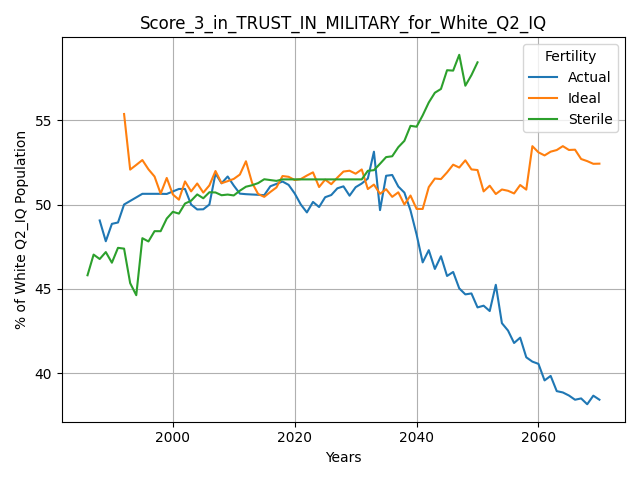 Score_3_in_TRUST_IN_MILITARY_for_White_Q2_IQ
% of White Q2_IQ Population
55
50
45
40
Fertility
Actual
Ideal
Sterile
2000
2020
2040
2060
Years